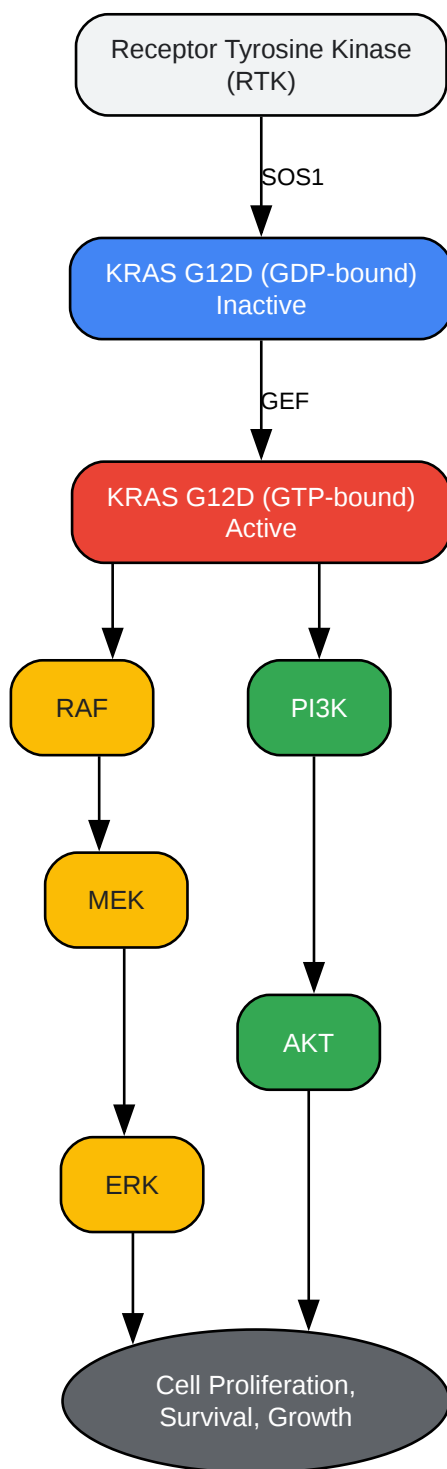 Receptor Tyrosine Kinase
(RTK)
SOS1
KRAS G12D (GDP-bound)
Inactive
GEF
KRAS G12D (GTP-bound)
Active
RAF
PI3K
MEK
AKT
ERK
Cell Proliferation,
Survival, Growth